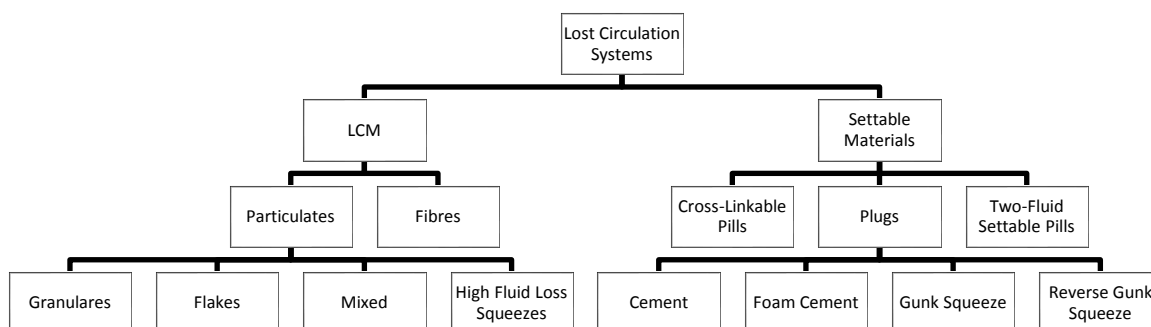 Lost Circulation
Systems
LCM
Settable
Materials
Particulates
Fibres
Cross-Linkable
Pills
Plugs
Two-Fluid
Settable Pills
Granulares
Flakes
Mixed
High Fluid Loss
Squeezes
Cement
Foam Cement
Gunk Squeeze
Reverse Gunk
Squeeze